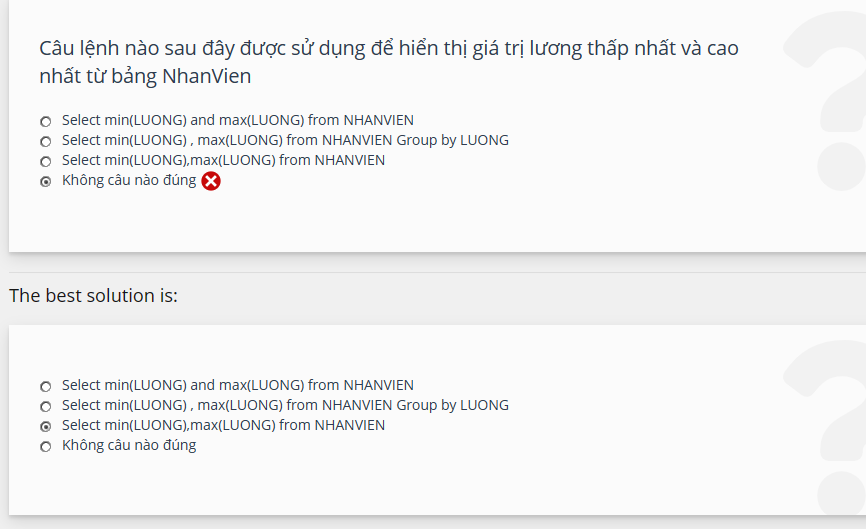 Câu lệnh nào sau đây được sử dụng để hiển thị giá trị lương thấp nhất và cao
nhất từ bảng NhanVien
Select min(LUONG) and max(LUONG) from NHANVIEN
Select min(LUONG) , max(LUONG) from NHANVIEN Group by LUONG
Select min(LUONG),max(LUONG) from NHANVIEN
Không câu nào đúng
The best solution is:
Select min(LUONG) and max(LUONG) from NHANVIEN
Select min(LUONG) , max(LUONG) from NHANVIEN Group by LUONG
Select min(LUONG),max(LUONG) from NHANVIEN
Không câu nào đúng